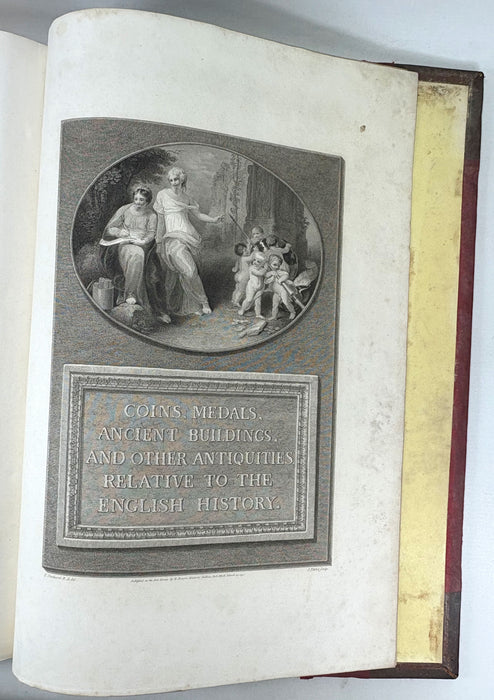 COINS, MEDALS,
ANCIENT BUILDINGS,
AND OTHER ANTIQUITIES
RELATIVE TO THE
ENGLISH HISTORY.